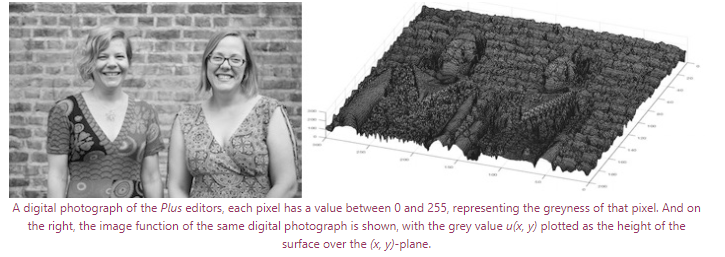 A digital photograph of the Plus editors, each pixel has a value between 0 and 255, representing the greyness of that pixel. And on
the right, the image function of the same digital photograph is shown, with the grey value u(x, y) plotted as the height of the
surface over the (x, y)-plane.